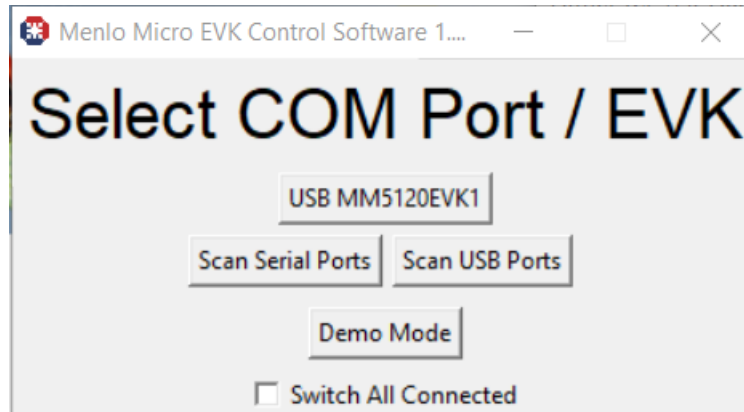 Menlo Micro EVK Control Software 1....
Select COM Port / EVK
USB MM5120EVK1
Scan Serial Ports Scan USB Ports
Demo Mode
Switch All Connected